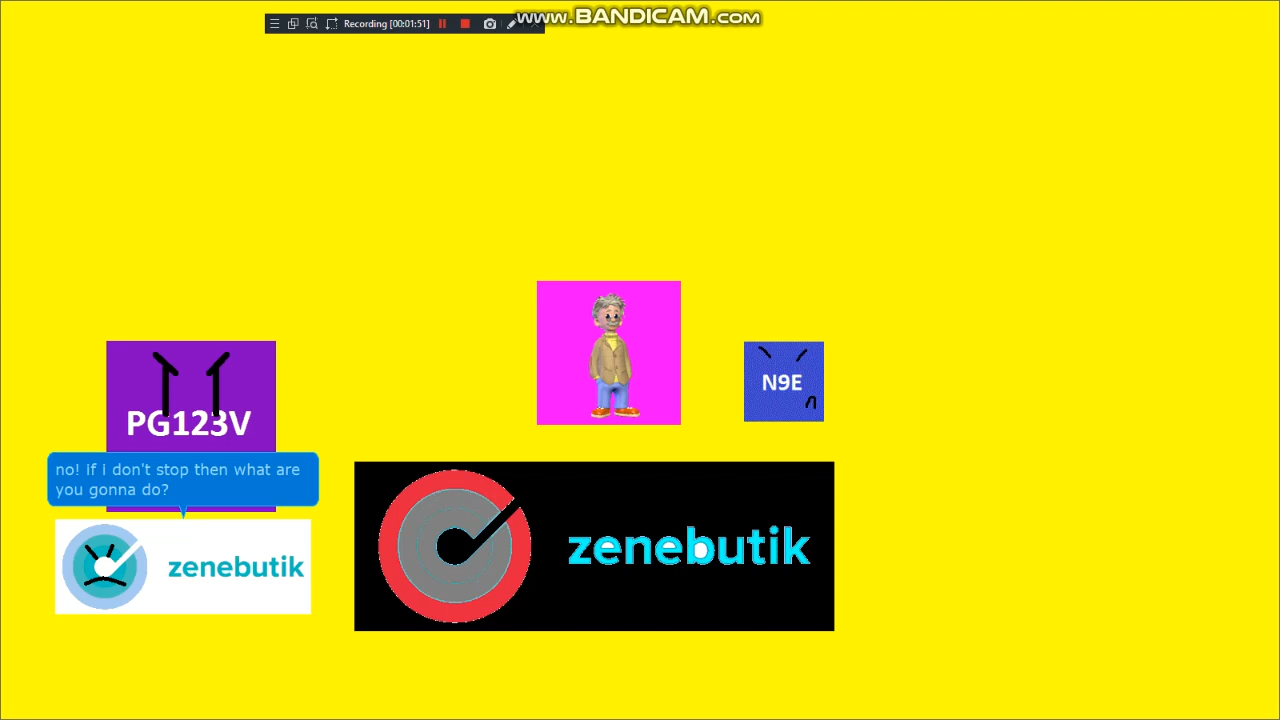 Recording [00:01:51]
www.BANDICAM.com
PG123V
N9E
no! if i don't stop then what are
you gonna do?
zenebutik
zenebutik